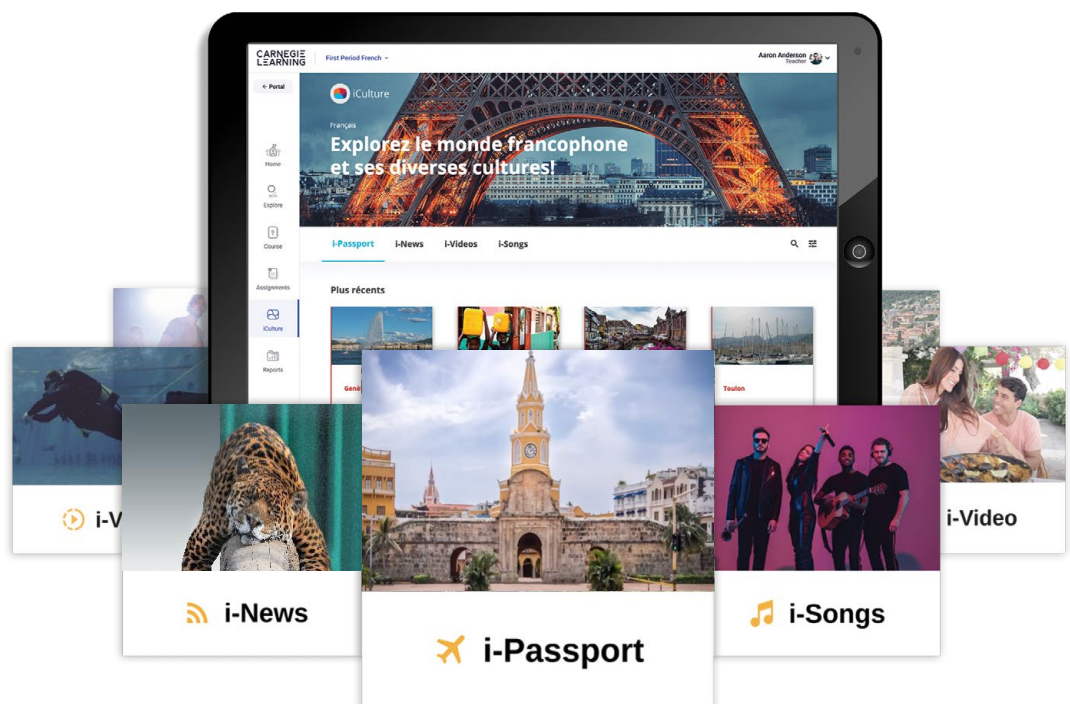 CARNEGIE
LEARNING
First Period French
Aaron Anderson
Teacher
Portal
iCulture
Français
Explorez le monde francophone
et ses diverses cultures!
Home
Explore
Course
Assignments
iCulture
Reports
i-Passport i-News i-Videos i-Songs
Plus récents
Toulon
i-V
i-News
i-Passport
i-Songs
i-Video